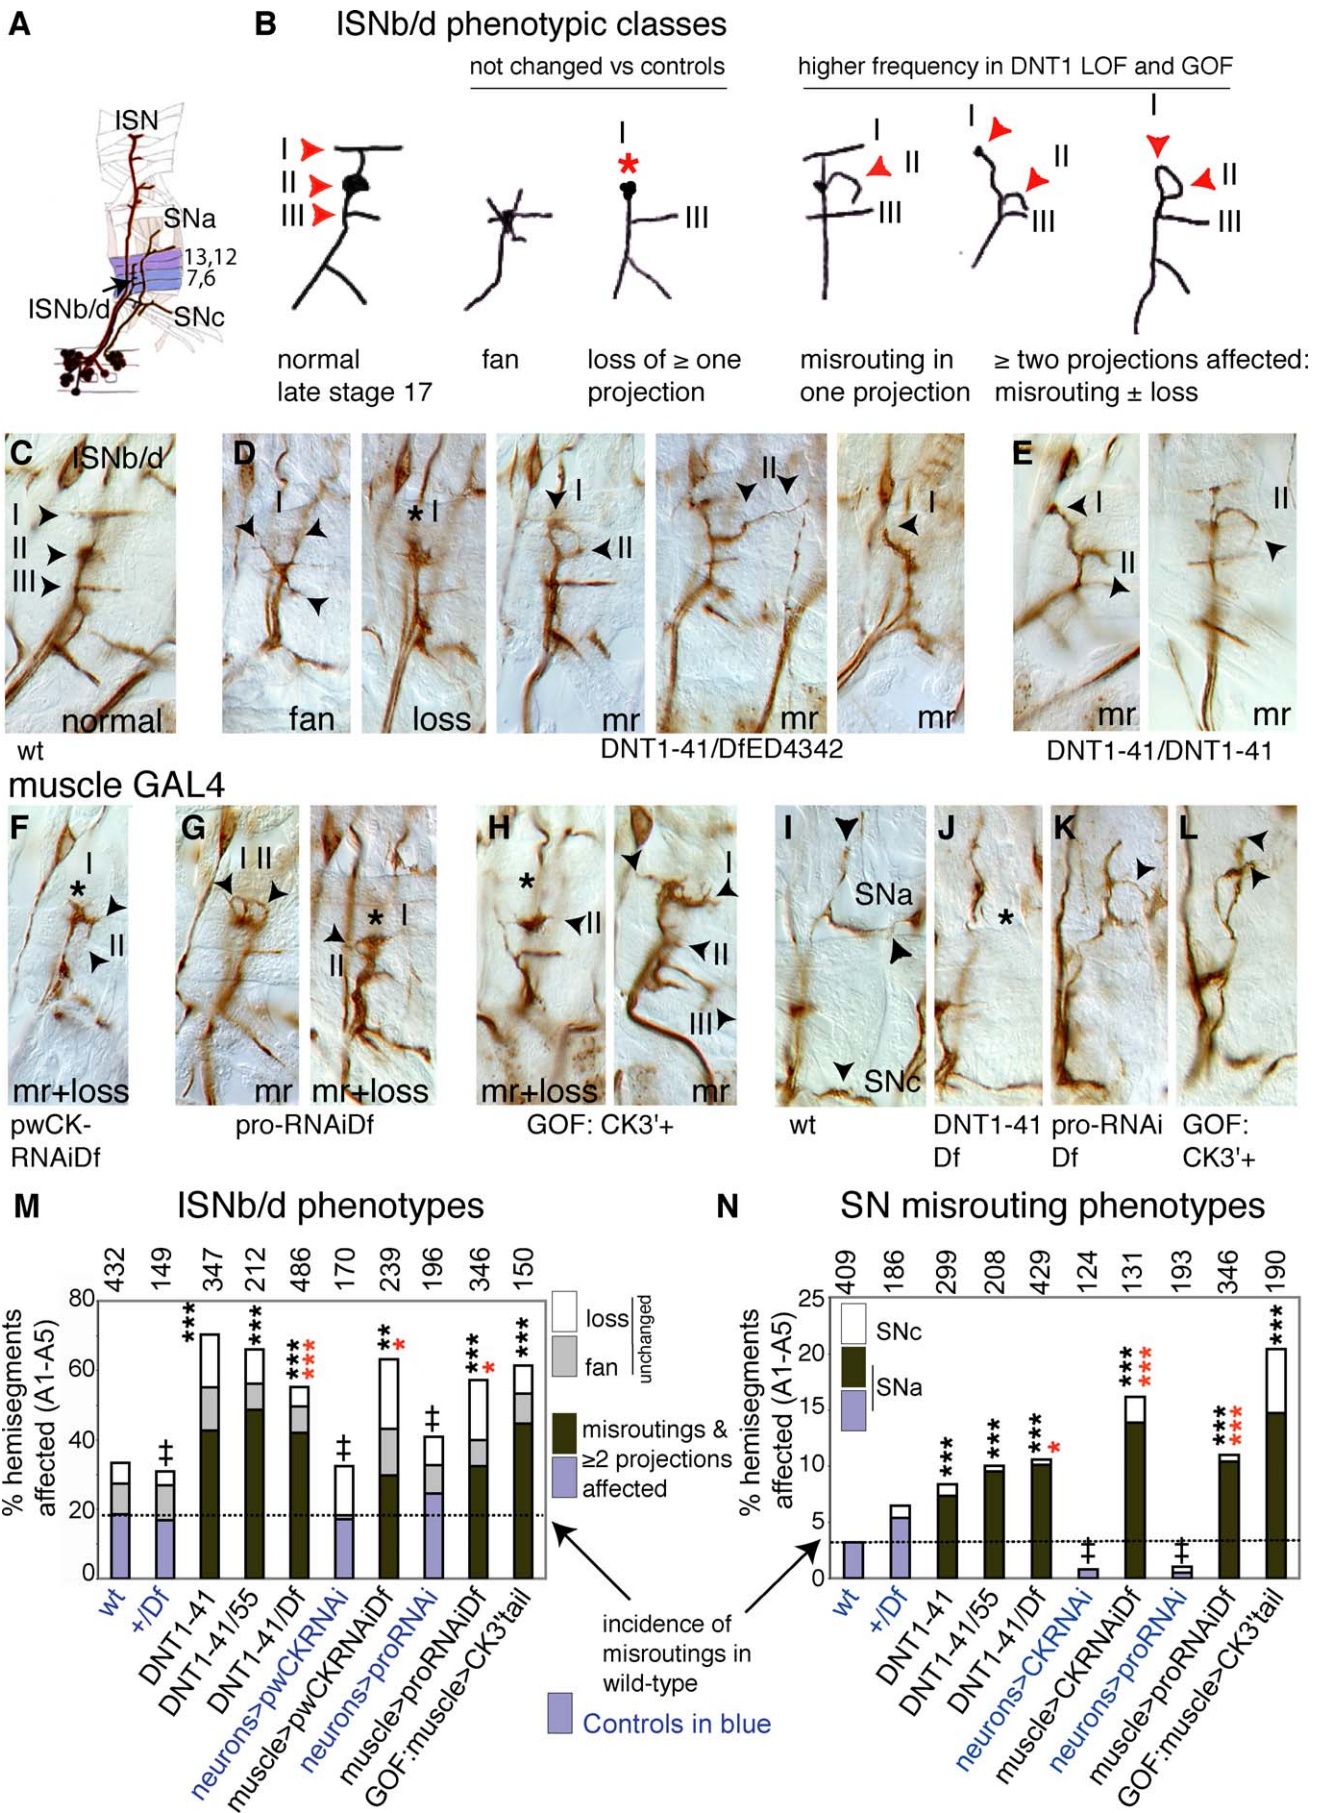 A
B
ISNb/d phenotypic classes
not changed vs controls
higher frequency in DNT1 LOF and GOF
ISN
SNa
13,12
7,6
ISNb/d
SNc
I
II
III
I
*
III
I
II
III
I
II
III
I
II
III
normal
late stage 17
fan
loss of ≥ one
projection
misrouting in
one projection
≥ two projections affected:
misrouting ± loss
C
ISNb/d
I
II
III
normal
wt
D
I
fan
* I
loss
I
II
mr
II
mr
I
mr
DNT1-41/DfED4342
E
I
II
mr
II
mr
DNT1-41/DNT1-41
muscle GAL4
F
I
*
II
mr+loss
pwCK-
RNAiDf
G
I II
mr
* I
II
mr+loss
pro-RNAiDf
H
*
II
mr+loss
I
II
III
mr
GOF: CK3'+
I
SNa
SNc
wt
J
*
DNT1-41
Df
K
pro-RNAi
Df
L
GOF:
CK3'+
M
ISNb/d phenotypes
432
149
347
212
486
170
239
196
346
150
% hemisegments
affected (A1-A5)
80
60
40
20
0
‡
***
***
***
***
‡
**
*
‡
***
*
***
loss
fan
unchanged
misroutings &
≥2 projections
affected
wt
+/Df
DNT1-41
DNT1-41/55
DNT1-41/Df
neurons>pwCKRNAi
muscle>pwCKRNAiDf
neurons>proRNAi
muscle>proRNAiDf
GOF:muscle>CK3'tail
incidence of
misroutings in
wild-type
Controls in blue
N
SN misrouting phenotypes
409
186
299
208
429
124
131
193
346
190
% hemisegments
affected (A1-A5)
25
20
15
10
5
0
SNc
SNa
***
***
***
*
‡
***
***
‡
***
***
***
wt
+/Df
DNT1-41
DNT1-41/55
DNT1-41/Df
neurons>CKRNAi
muscle>CKRNAiDf
neurons>proRNAi
muscle>proRNAiDf
GOF:muscle>CK3'tail